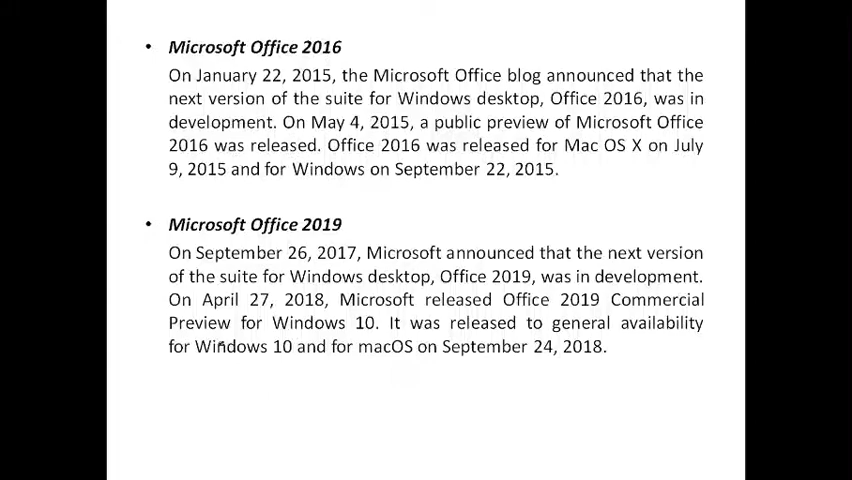 • Microsoft Office 2016
On January 22, 2015, the Microsoft Office blog announced that the
next version of the suite for Windows desktop, Office 2016, was in
development. On May 4, 2015, a public preview of Microsoft Office
2016 was released. Office 2016 was released for Mac OS X on July
9, 2015 and for Windows on September 22, 2015.
• Microsoft Office 2019
On September 26, 2017, Microsoft announced that the next version
of the suite for Windows desktop, Office 2019, was in development.
On April 27, 2018, Microsoft released Office 2019 Commercial
Preview for Windows 10. It was released to general availability
for Windows 10 and for macOS on September 24, 2018.